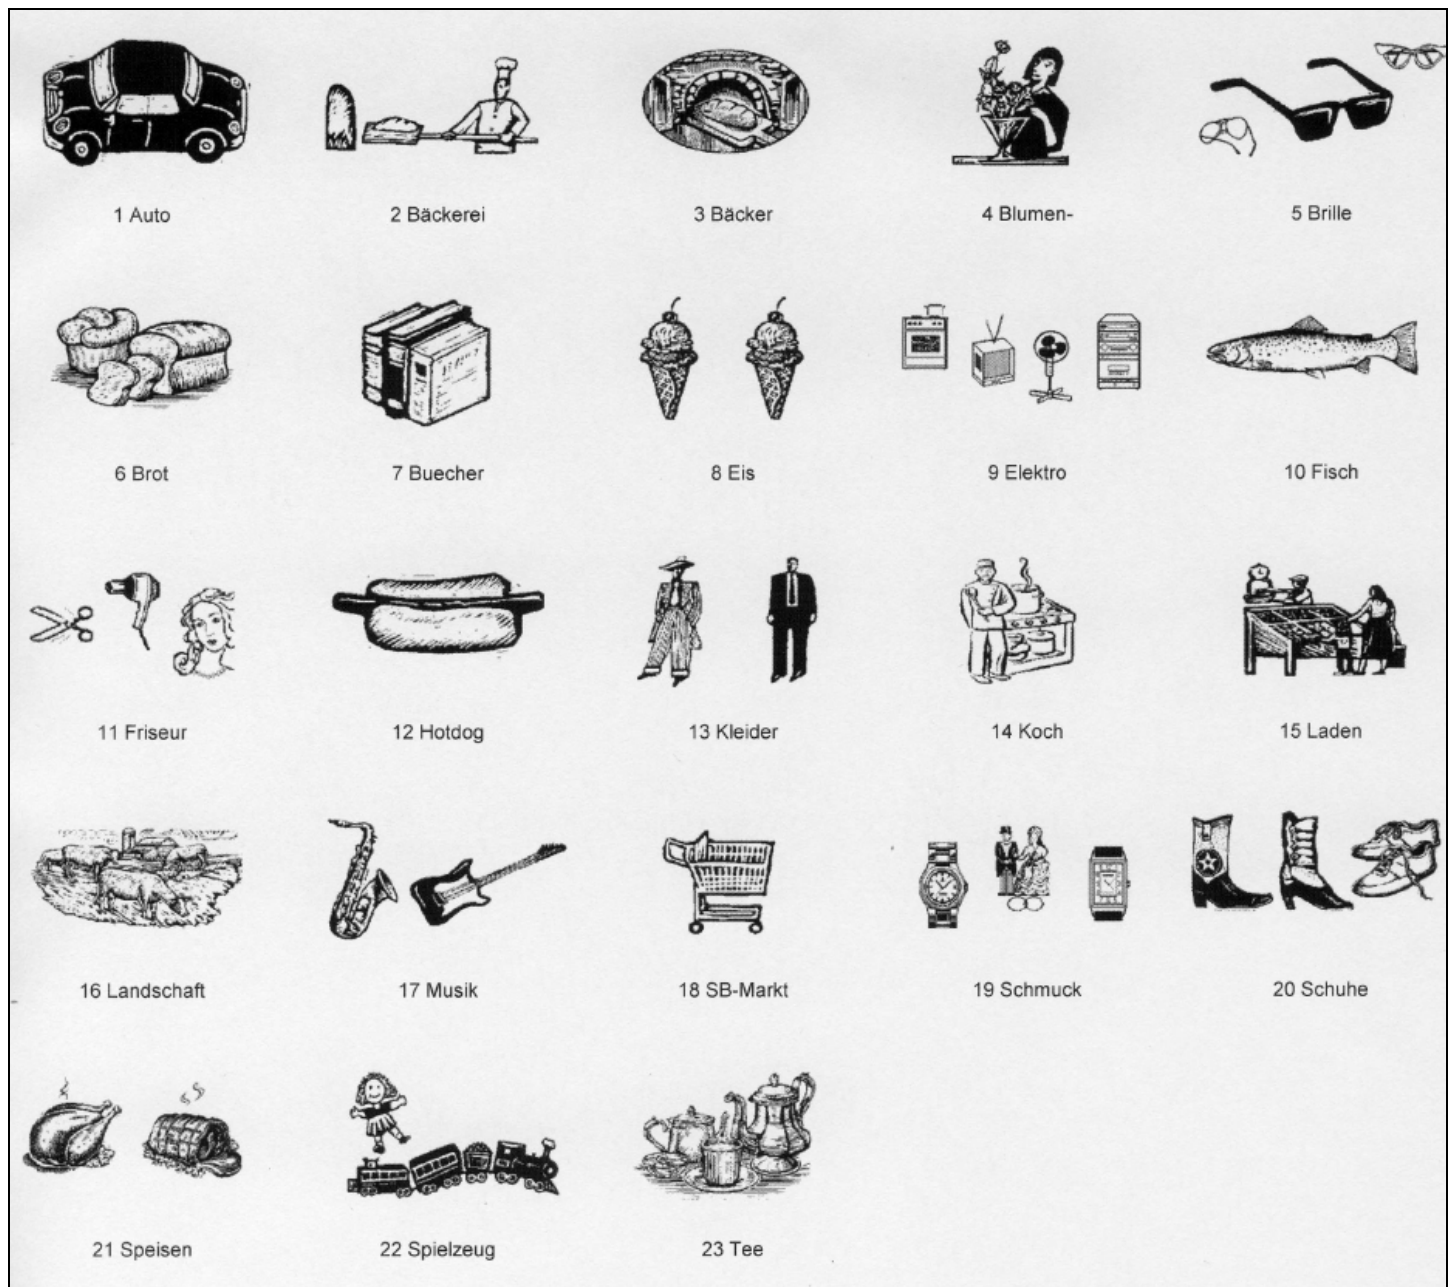 1 Auto
2 Bäckerei
3 Bäcker
4 Blumen-
5 Brille
6 Brot
7 Buecher
8 Eis
9 Elektro
10 Fisch
11 Friseur
12 Hotdog
13 Kleider
14 Koch
15 Laden
16 Landschaft
17 Musik
18 SB-Markt
19 Schmuck
20 Schuhe
21 Speisen
22 Spielzeug
23 Tee